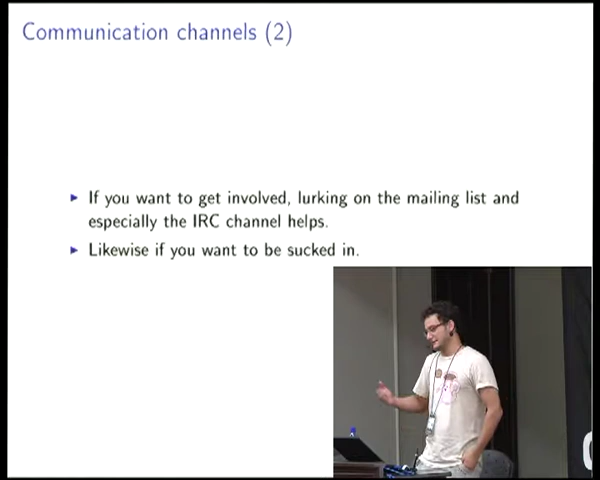 Communication channels (2)
If you want to get involved, lurking on the mailing list and
especially the IRC channel helps.
Likewise if you want to be sucked in.